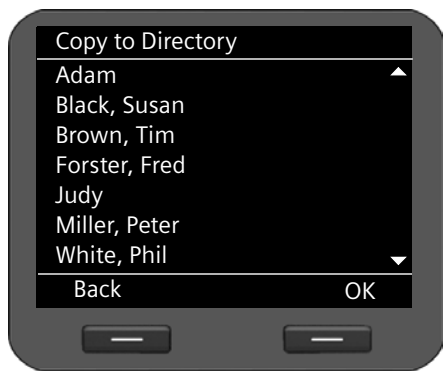 Copy to Directory
Adam
Black, Susan
Brown, Tim
Forster, Fred
Judy
Miller, Peter
White, Phil
Back OK